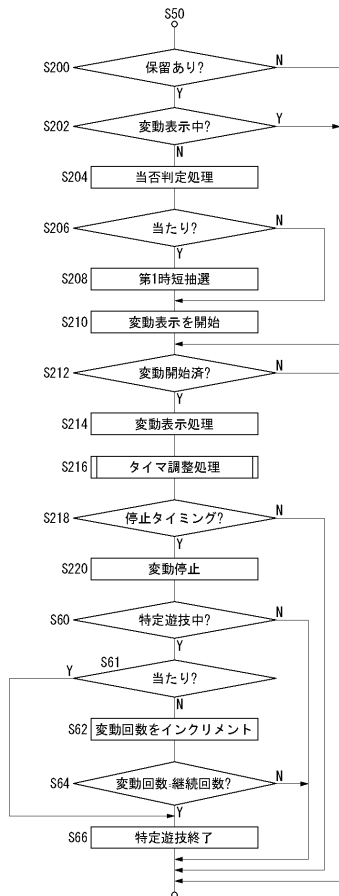 S50
S200 保留あり? N
Y
S202 変動表示中? Y
N
S204 当否判定処理
S206 当たり? N
Y
S208 第1時短抽選
S210 変動表示を開始
S212 変動開始済? N
Y
S214 変動表示処理
S216 タイマ調整処理
S218 停止タイミング? N
Y
S220 変動停止
S60 特定遊技中? N
Y
Y S61 当たり?
N
S62 変動回数をインクリメント
S64 変動回数=継続回数? N
Y
S66 特定遊技終了